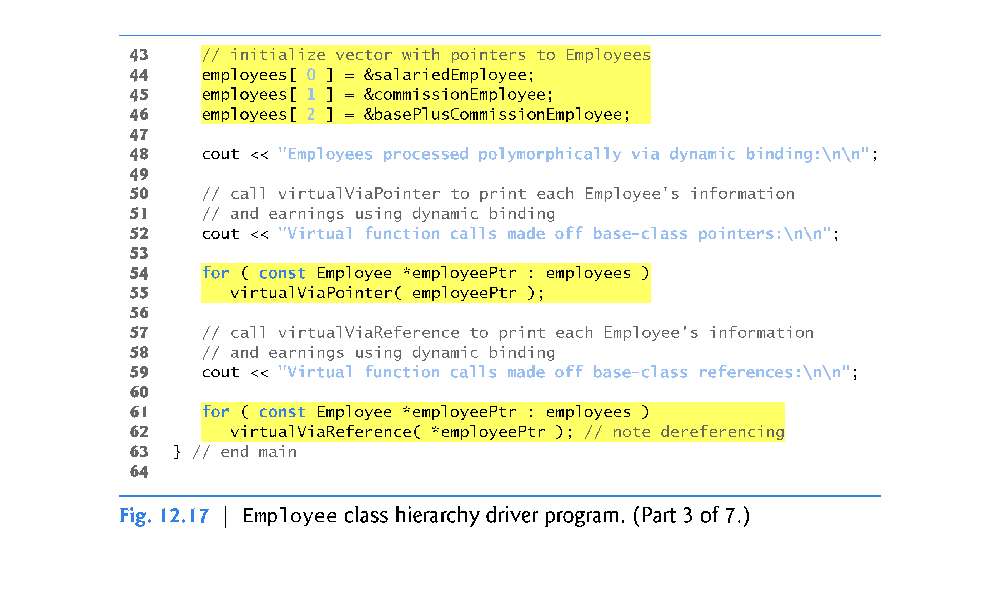 43 // initialize vector with pointers to Employees
44 employees[ 0 ] = &salariedEmployee;
45 employees[ 1 ] = &commissionEmployee;
46 employees[ 2 ] = &basePlusCommissionEmployee;
47
48 cout << "Employees processed polymorphically via dynamic binding:\n\n";
49
50 // call virtualViaPointer to print each Employee's information
51 // and earnings using dynamic binding
52 cout << "Virtual function calls made off base-class pointers:\n\n";
53
54 for ( const Employee *employeePtr : employees )
55 virtualViaPointer( employeePtr );
56
57 // call virtualViaReference to print each Employee's information
58 // and earnings using dynamic binding
59 cout << "Virtual function calls made off base-class references:\n\n";
60
61 for ( const Employee *employeePtr : employees )
62 virtualViaReference( *employeePtr ); // note dereferencing
63 } // end main
64
Fig. 12.17 | Employee class hierarchy driver program. (Part 3 of 7.)